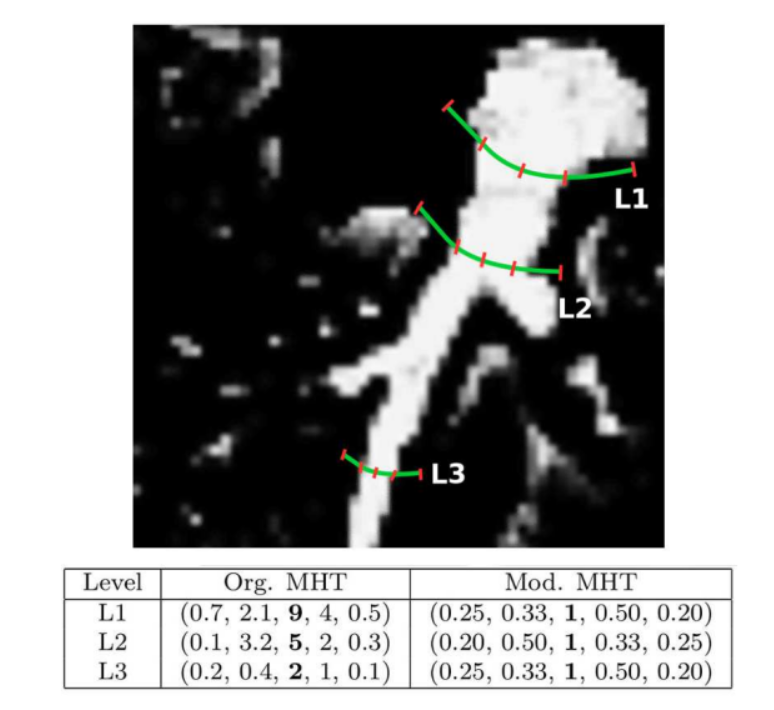 L1
L2
L3
Level Org. MHT Mod. MHT
L1 (0.7, 2.1, 9, 4, 0.5) (0.25, 0.33, 1, 0.50, 0.20)
L2 (0.1, 3.2, 5, 2, 0.3) (0.20, 0.50, 1, 0.33, 0.25)
L3 (0.2, 0.4, 2, 1, 0.1) (0.25, 0.33, 1, 0.50, 0.20)